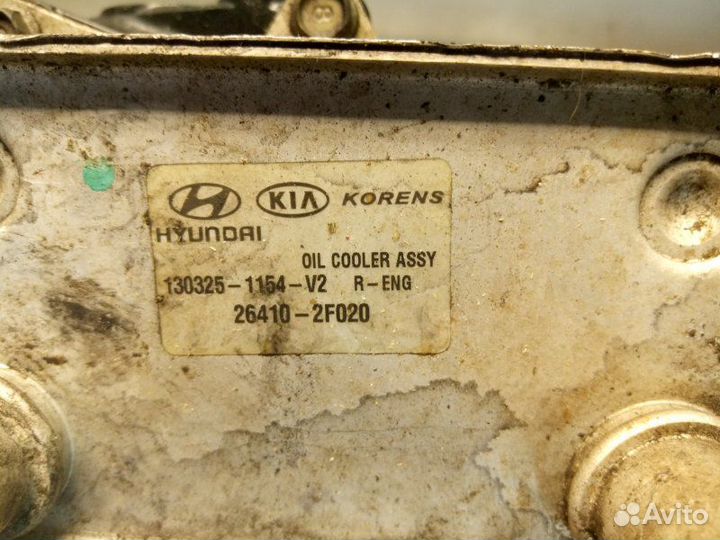 KIA KORENS
HYUNDAI
OIL COOLER ASSY
130325-1154-V2 R-ENG
26410-2F020
Avito